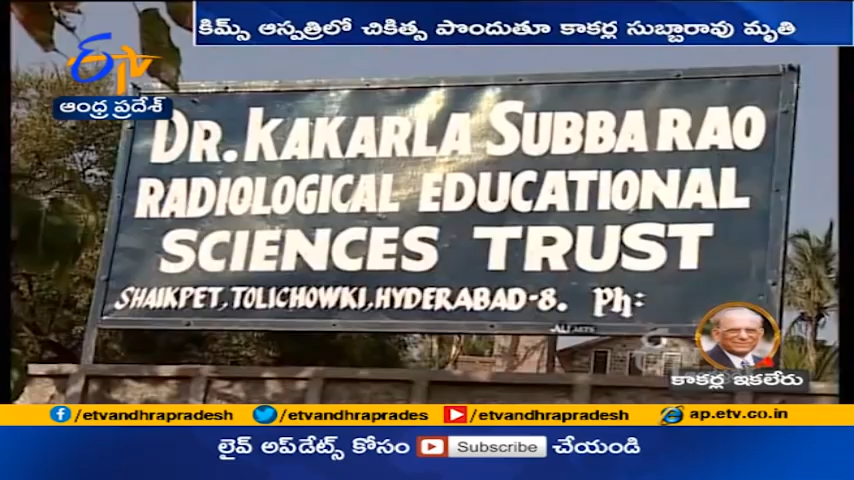 కిమ్స్ ఆస్పత్రిలో చికిత్స పొందుతూ కాకర్ల సుబ్బారావు మృతి
ETV
ఆంధ్ర ప్రదేశ్
DR. KAKARLA SUBBA RAO
RADIOLOGICAL EDUCATIONAL
SCIENCES TRUST
SHAIKPET, TOLICHOWKI, HYDERABAD-8. Ph:
కాకర్ల ఇకలేరు
/etvandhrapradesh /etvandhraprades /etvandhrapradesh ap.etv.co.in
లైవ్ అప్‌డేట్స్ కోసం Subscribe చేయండి